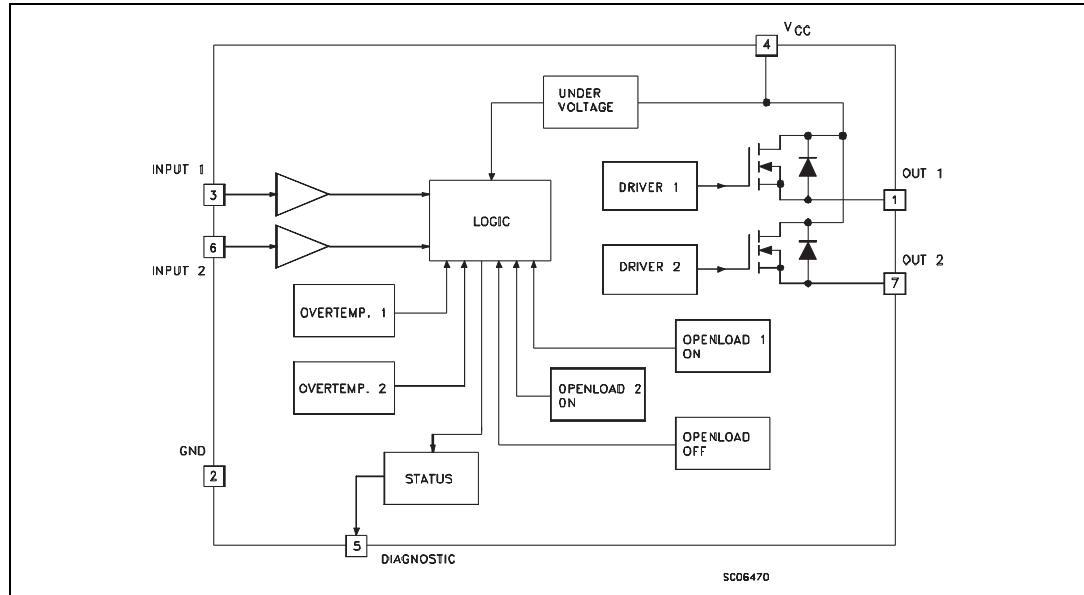 VCC
4
UNDER
VOLTAGE
INPUT 1
3
DRIVER 1
OUT 1
1
LOGIC
6
INPUT 2
DRIVER 2
OUT 2
7
OVERTEMP. 1
OPENLOAD 1
ON
OVERTEMP. 2
OPENLOAD 2
ON
OPENLOAD
OFF
GND
2
STATUS
5
DIAGNOSTIC
SC06470